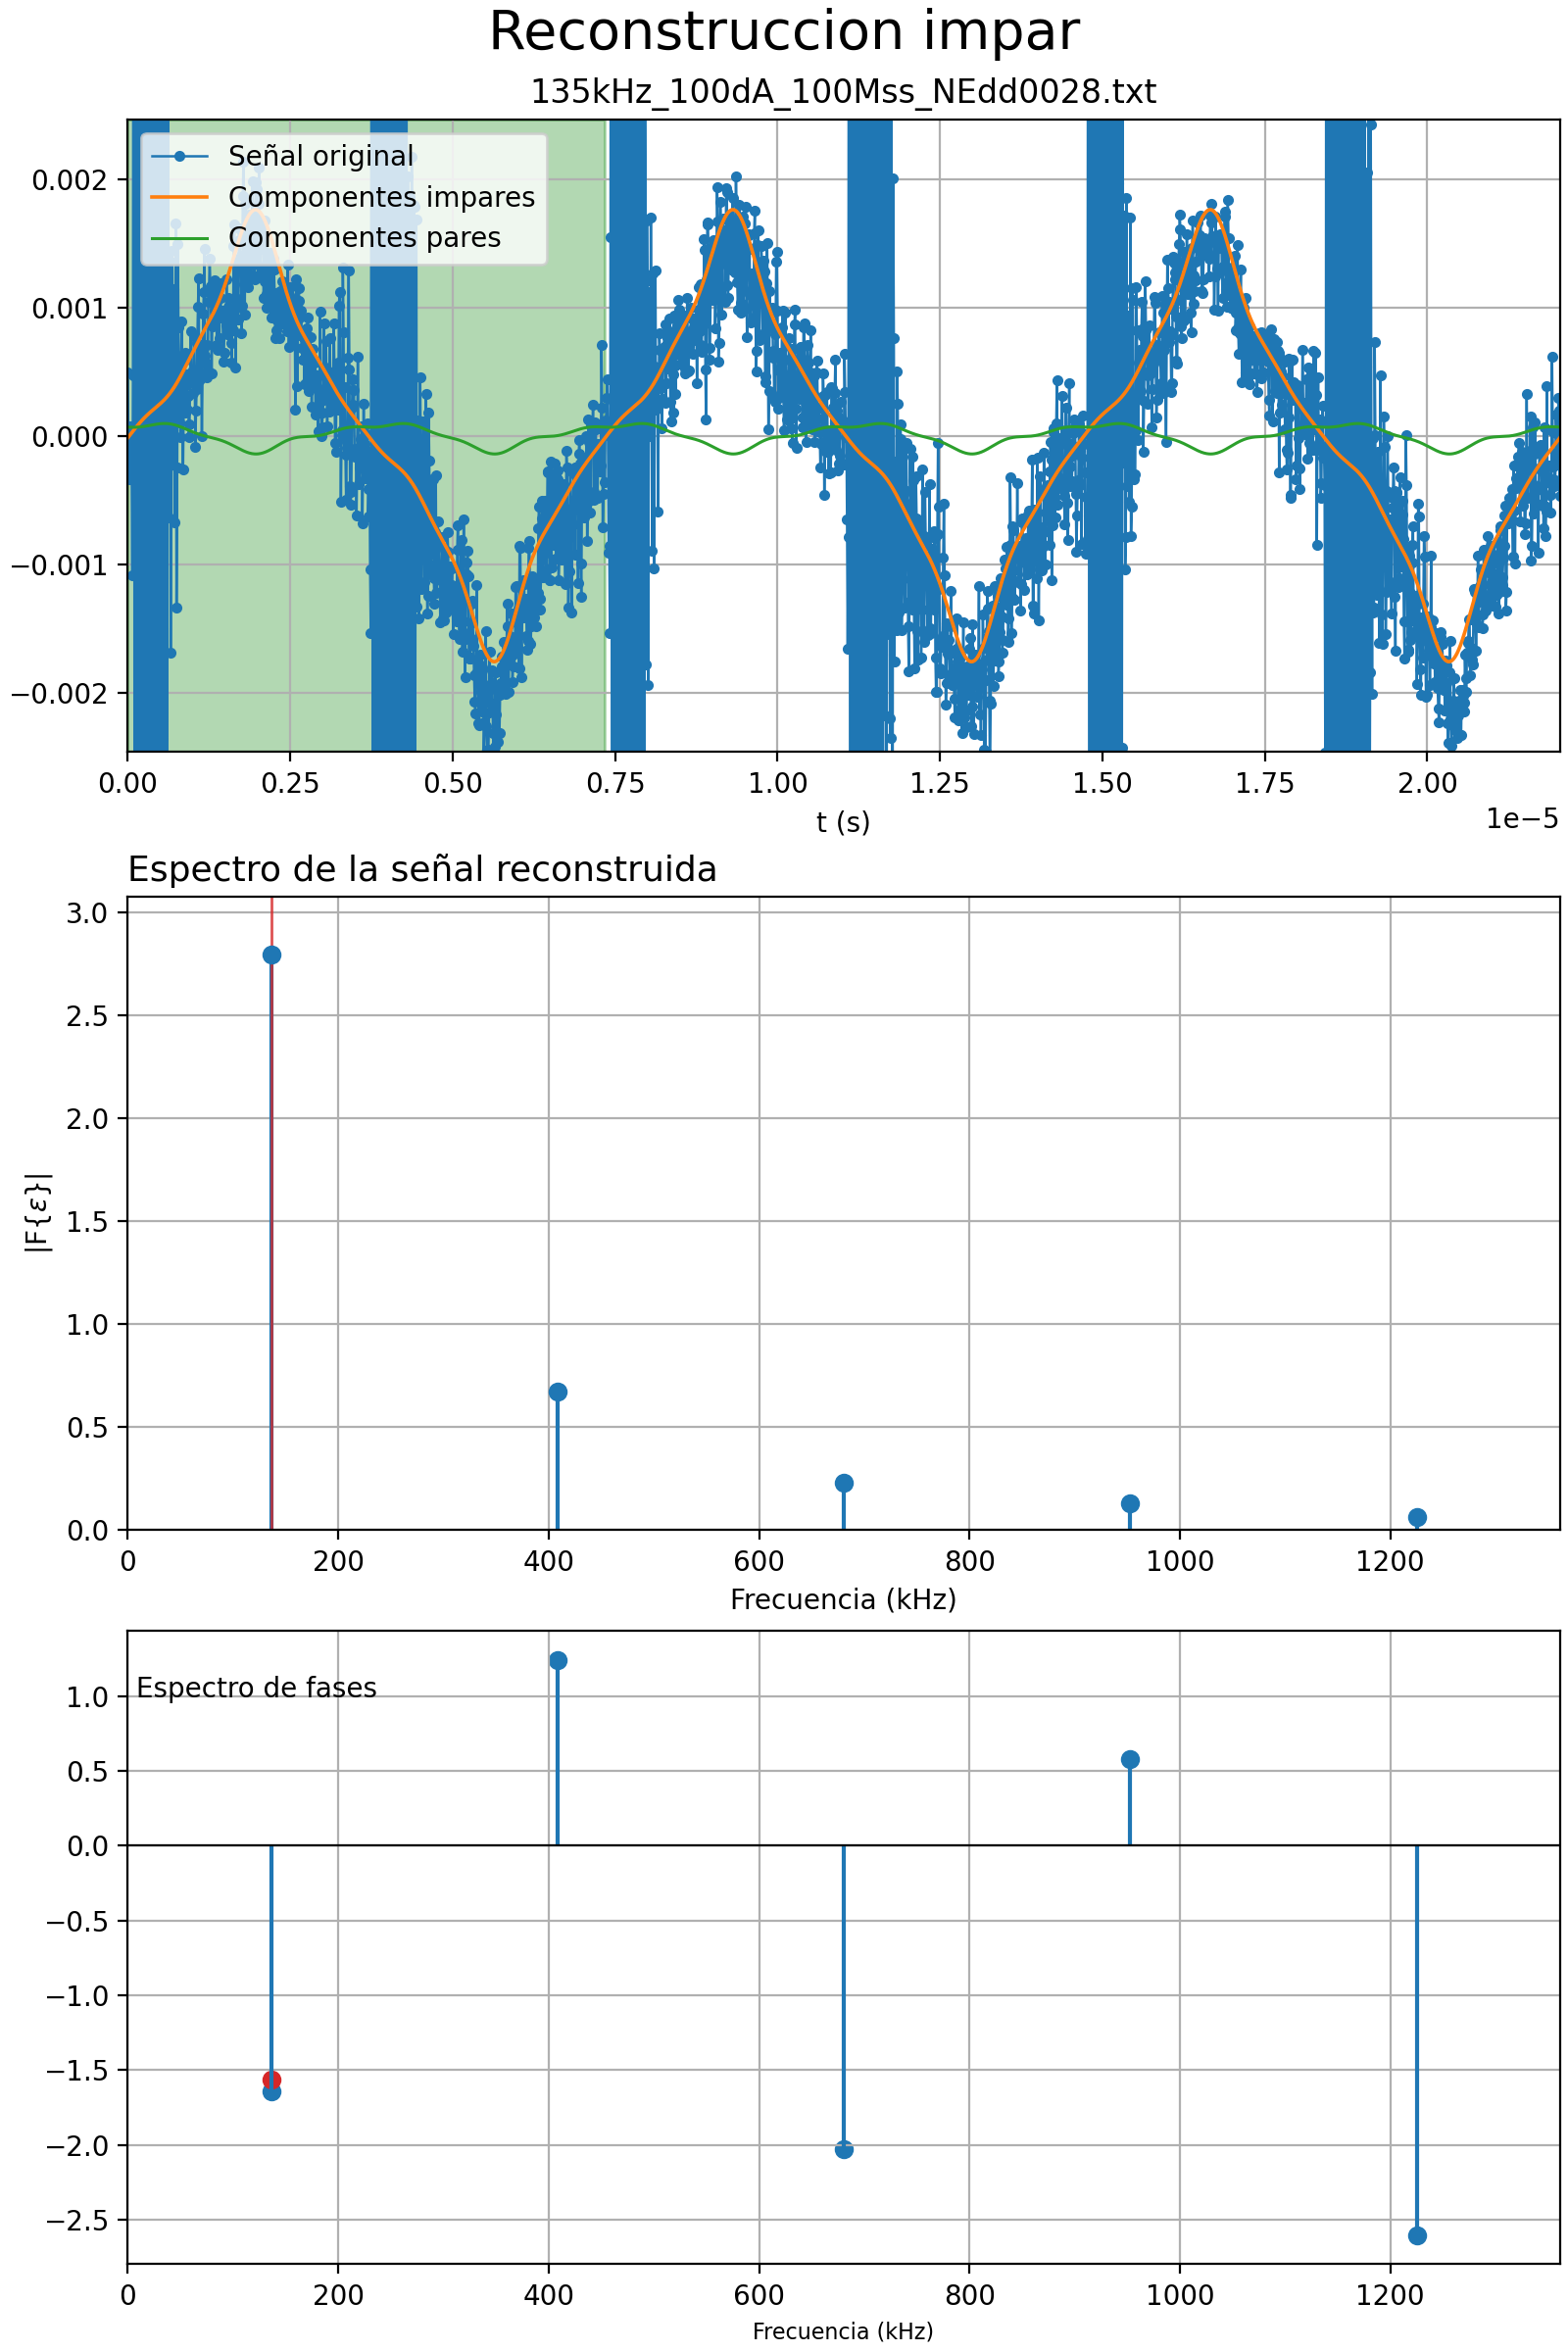 Reconstruccion impar
135kHz_100dA_100Mss_NEdd0028.txt
Señal original
Componentes impares
Componentes pares
0.002
0.001
0.000
−0.001
−0.002
0.00 0.25 0.50 0.75 1.00 1.25 1.50 1.75 2.00
1e−5
t (s)
Espectro de la señal reconstruida
3.0
2.5
2.0
1.5
1.0
0.5
0.0
|F{ε}|
0 200 400 600 800 1000 1200
Frecuencia (kHz)
Espectro de fases
1.0
0.5
0.0
−0.5
−1.0
−1.5
−2.0
−2.5
0 200 400 600 800 1000 1200
Frecuencia (kHz)